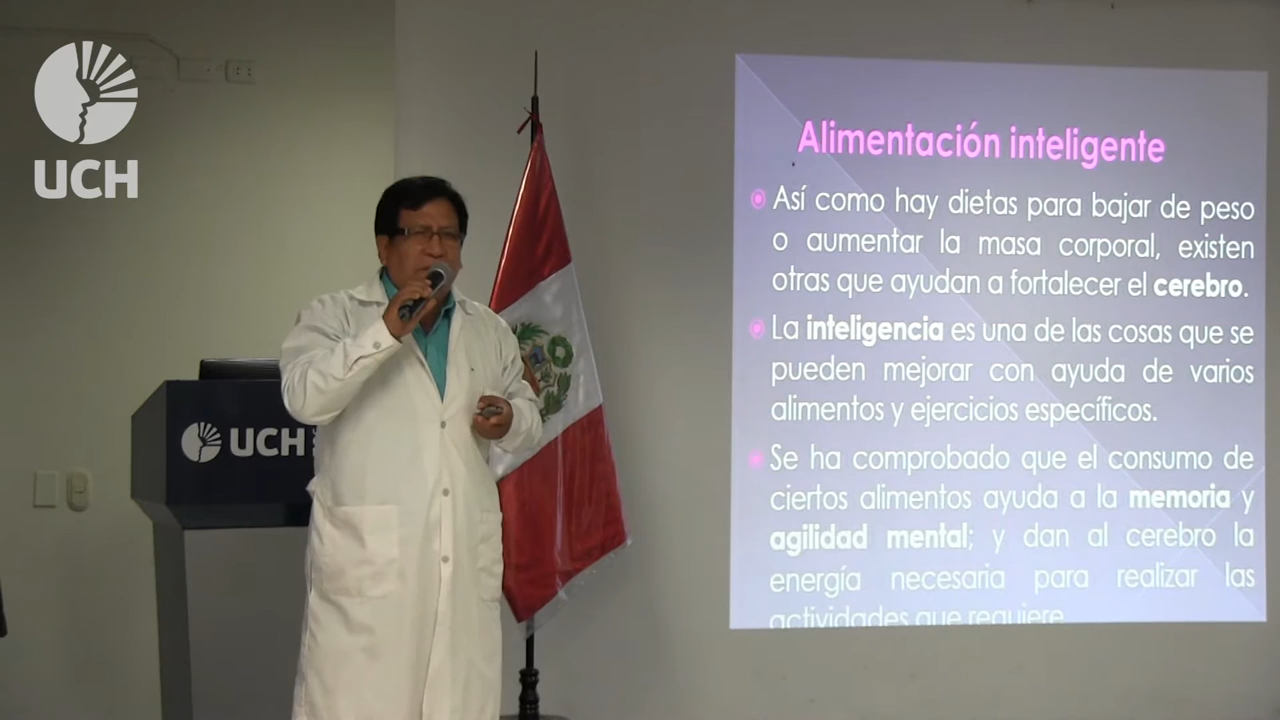 UCH
UCH
Alimentación inteligente
Así como hay dietas para bajar de peso
o aumentar la masa corporal, existen
otras que ayudan a fortalecer el cerebro.
La inteligencia es una de las cosas que se
pueden mejorar con ayuda de varios
alimentos y ejercicios específicos.
Se ha comprobado que el consumo de
ciertos alimentos ayuda a la memoria y
agilidad mental; y dan al cerebro la
energía necesaria para realizar las
actividades que requiere.